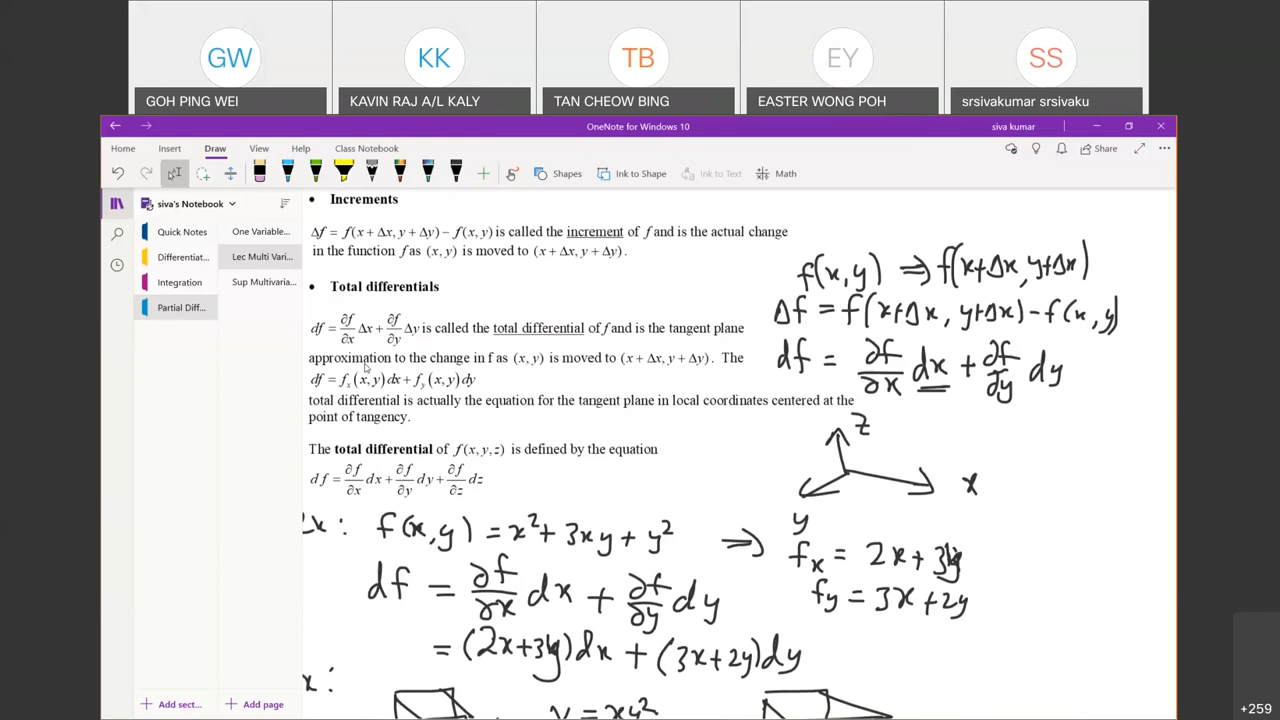 GW KK TB EY SS
GOH PING WEI KAVIN RAJ A/L KALY TAN CHEOW BING EASTER WONG POH srsivakumar srsivaku
OneNote for Windows 10 siva kumar
Home Insert Draw View Help Class Notebook Share
Shapes Ink to Shape Ink to Text Math
siva's Notebook
Quick Notes
Differentiat...
Integration
Partial Diff...
One Variable...
Lec Multi Vari...
Sup Multivaria...
Add sect... Add page
• Increments
Δf = f(x + Δx, y + Δy) − f(x, y) is called the increment of f and is the actual change
in the function f as (x, y) is moved to (x + Δx, y + Δy).
• Total differentials
df = ∂f/∂x Δx + ∂f/∂y Δy is called the total differential of f and is the tangent plane
approximation to the change in f as (x, y) is moved to (x + Δx, y + Δy). The
df = f_x(x, y)dx + f_y(x, y)dy
total differential is actually the equation for the tangent plane in local coordinates centered at the
point of tangency.
The total differential of f(x, y, z) is defined by the equation
df = ∂f/∂x dx + ∂f/∂y dy + ∂f/∂z dz
f(x, y) ⇒ f(x+Δx, y+Δx)
Δf = f(x+Δx, y+Δx) − f(x, y)
df = ∂f/∂x dx + ∂f/∂y dy
z
x
y
x : f(x, y) = x² + 3xy + y² ⇒ f_x = 2x + 3y
f_y = 3x + 2y
df = ∂f/∂x dx + ∂f/∂y dy
= (2x+3y)dx + (3x+2y)dy
x :
V = xy²
+259